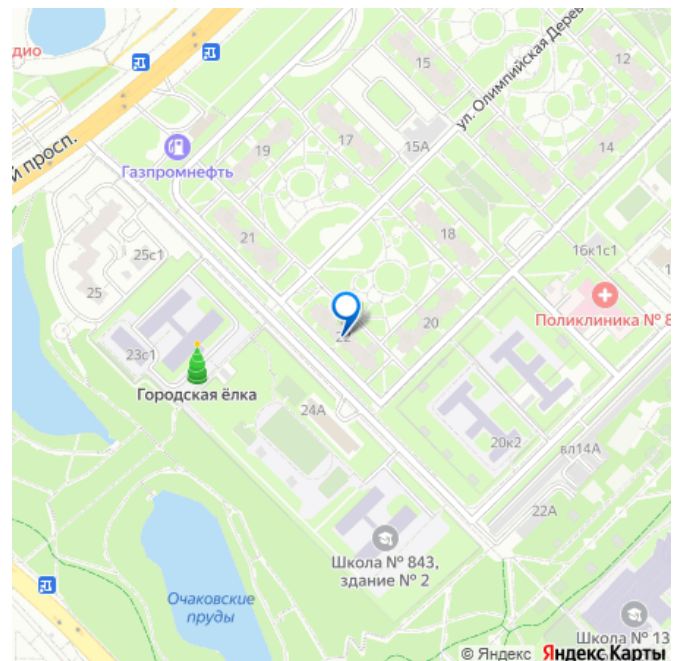 дио
ул. Олимпийская Дерев
15
12
й просп.
Газпромнефть
19
17
15А
14
21
18
25с1
16к1с1
25
22
20
Поликлиника № 8
23с1
Городская ёлка
24А
20к2
вл14А
22А
Школа № 843,
здание № 2
Очаковские
пруды
Школа № 13
© Яндекс Яндекс Карты